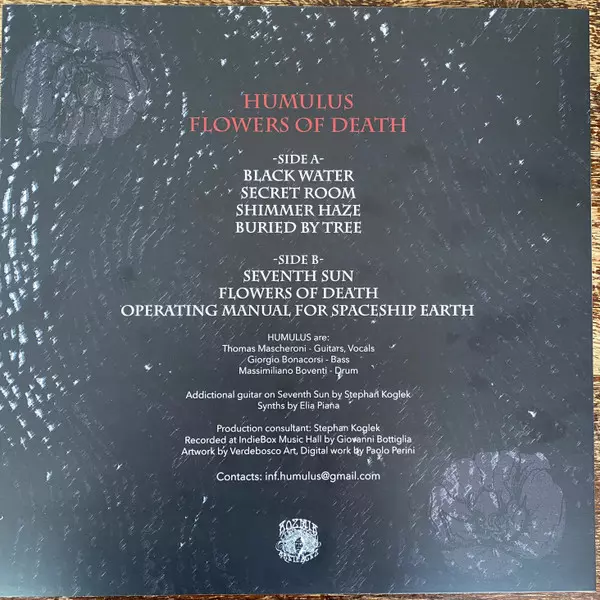 HUMULUS
FLOWERS OF DEATH
-SIDE A-
BLACK WATER
SECRET ROOM
SHIMMER HAZE
BURIED BY TREE
-SIDE B-
SEVENTH SUN
FLOWERS OF DEATH
OPERATING MANUAL FOR SPACESHIP EARTH
HUMULUS are:
Thomas Mascheroni - Guitars, Vocals
Giorgio Bonacorsi - Bass
Massimiliano Boventi - Drum
Addictional guitar on Seventh Sun by Stephan Koglek
Synths by Elia Piana
Production consultant: Stephan Koglek
Recorded at IndieBox Music Hall by Giovanni Bottiglia
Artwork by Verdebosco Art, Digital work by Paolo Perini
Contacts: inf.humulus@gmail.com
KOZMIK